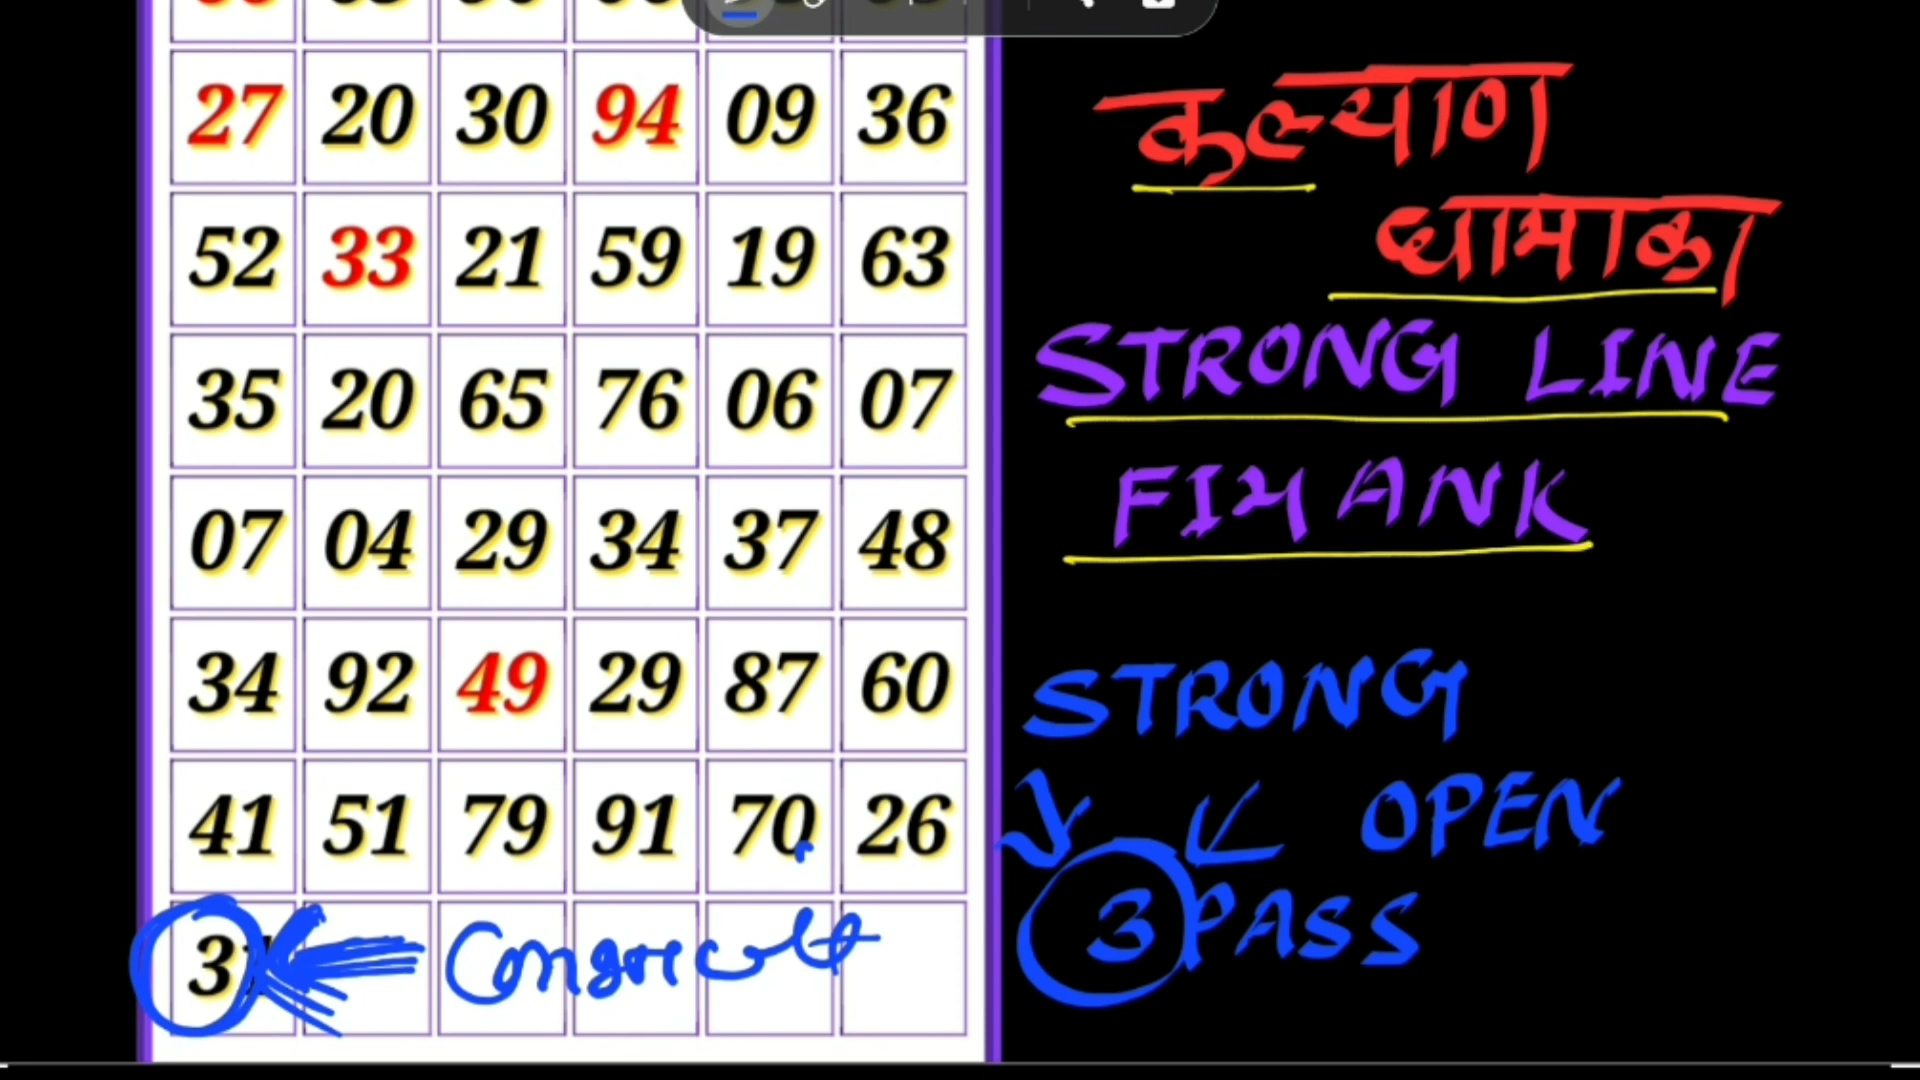 27 20 30 94 09 36
52 33 21 59 19 63
35 20 65 76 06 07
07 04 29 34 37 48
34 92 49 29 87 60
41 51 79 91 70 26
3
कल्याण
धामाका
STRONG LINE
FIX ANK
STRONG
OPEN
3 PASS